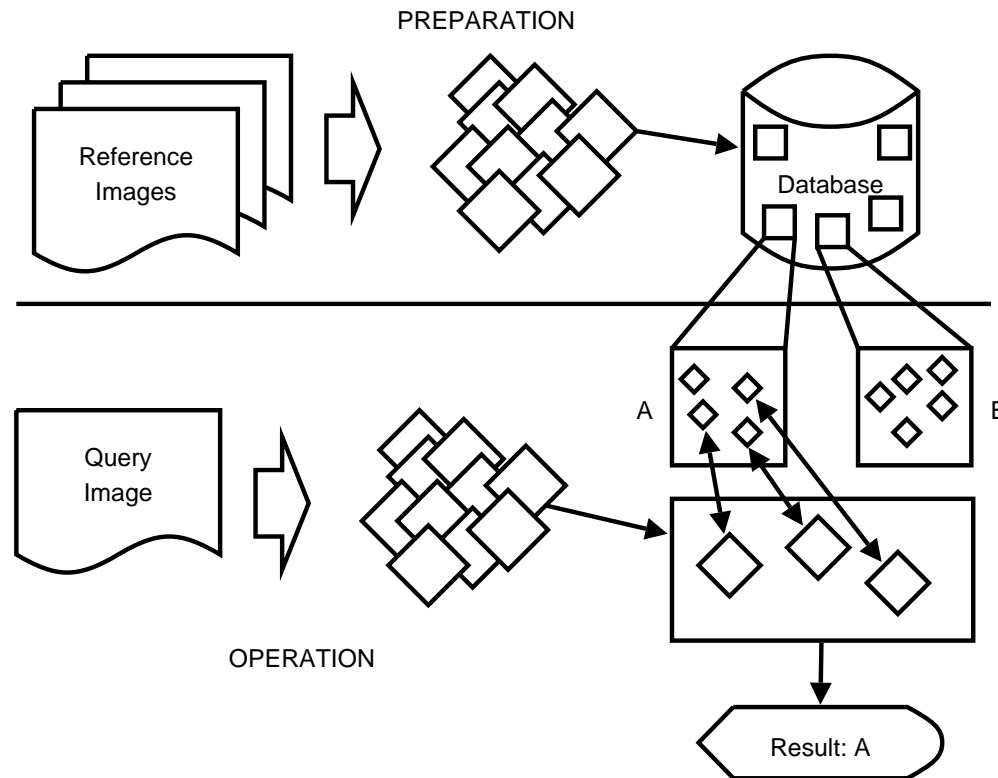 PREPARATION
Reference
Images
Database
A
Query
Image
OPERATION
Result: A